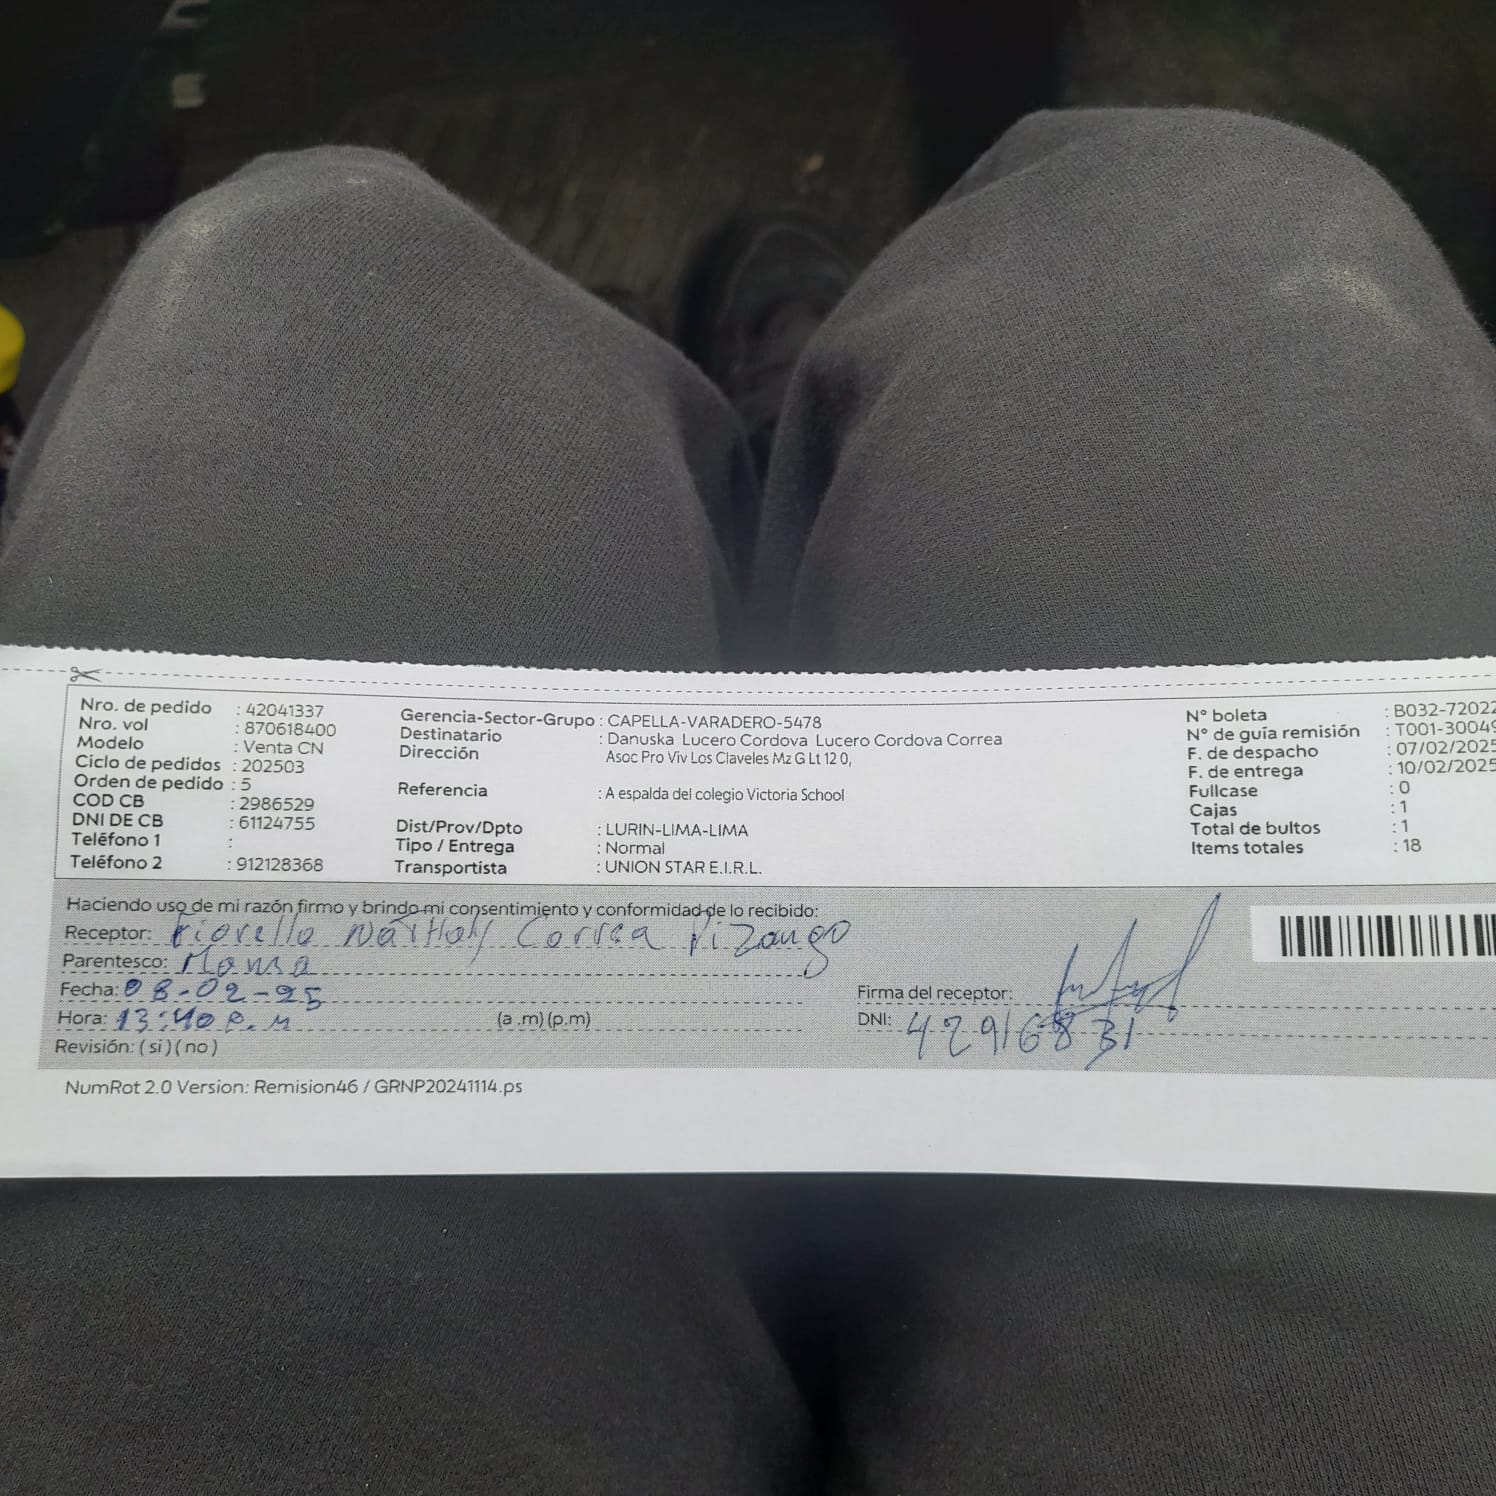 Nro. de pedido : 42041337
Nro. vol : 870618400
Modelo : Venta CN
Ciclo de pedidos : 202503
Orden de pedido : 5
COD CB : 2986529
DNI DE CB : 61124755
Teléfono 1 :
Teléfono 2 : 912128368
Gerencia-Sector-Grupo : CAPELLA-VARADERO-5478
Destinatario : Danuska Lucero Cordova Lucero Cordova Correa
Dirección Asoc Pro Viv Los Claveles Mz G Lt 12 0,
Referencia : A espalda del colegio Victoria School
Dist/Prov/Dpto : LURIN-LIMA-LIMA
Tipo / Entrega : Normal
Transportista : UNION STAR E.I.R.L.
N° boleta : B032-72022
N° de guía remisión : T001-30049
F. de despacho : 07/02/2025
F. de entrega : 10/02/2025
Fullcase : 0
Cajas : 1
Total de bultos : 1
Items totales : 18
Haciendo uso de mi razón firmo y brindo mi consentimiento y conformidad de lo recibido:
Receptor: Fiorella Nathaly Correa Pizango
Parentesco: Mama
Fecha: 08-02-25
Hora: 13:40 P.M (a .m) (p.m)
Revisión: ( si ) ( no )
Firma del receptor:
DNI: 42916831
NumRot 2.0 Version: Remision46 / GRNP20241114.ps